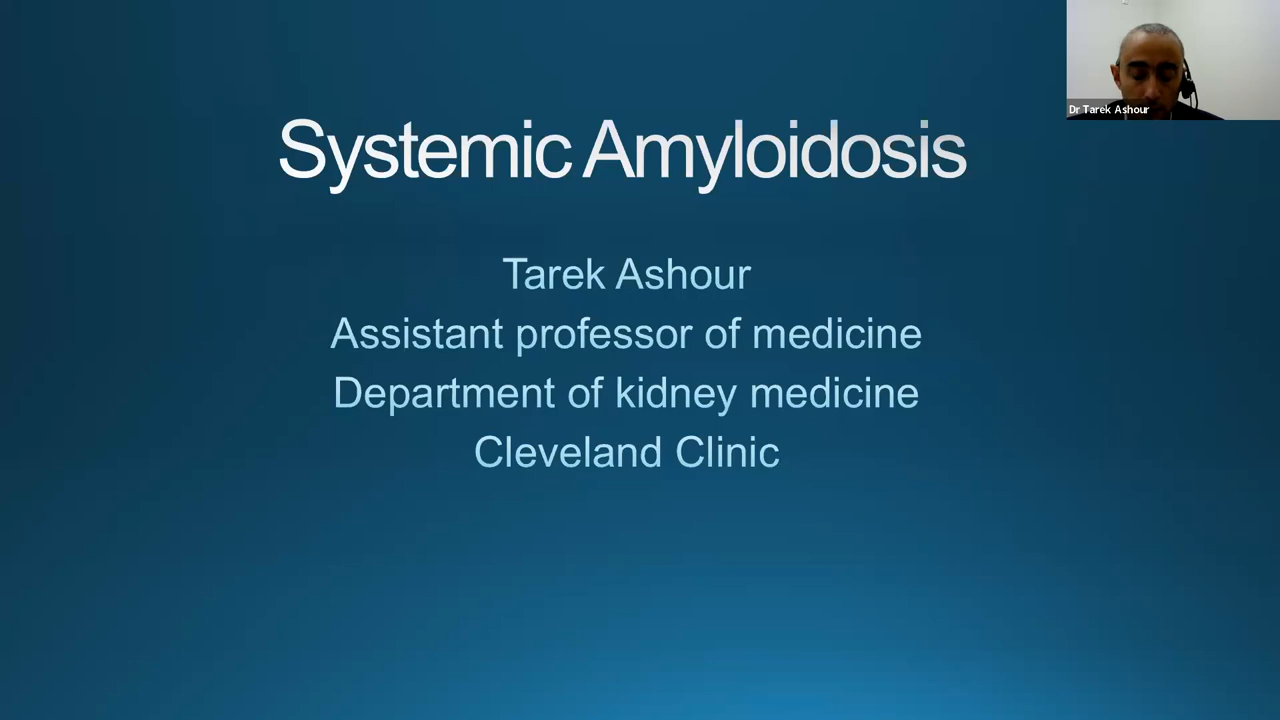 Systemic Amyloidosis
Tarek Ashour
Assistant professor of medicine
Department of kidney medicine
Cleveland Clinic
Dr Tarek Ashour